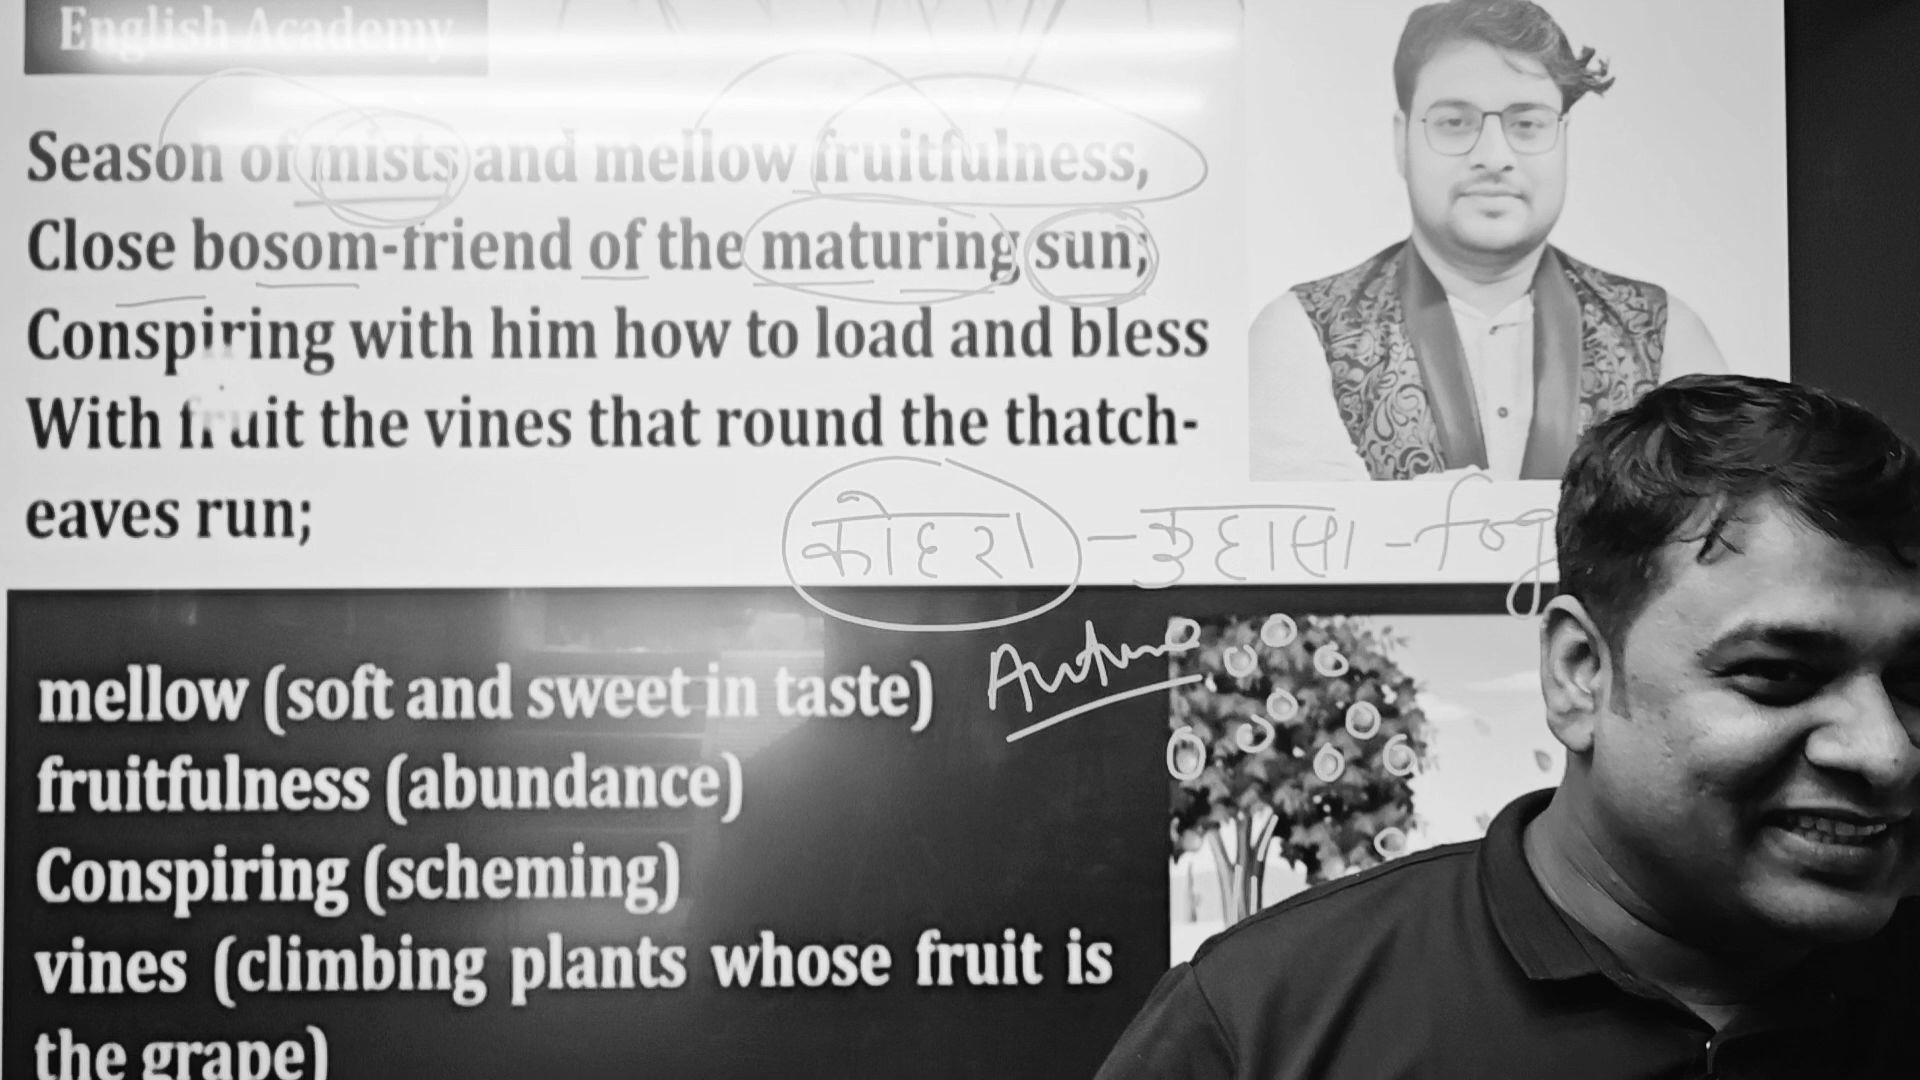 English Academy
Season of mists and mellow fruitfulness,
Close bosom-friend of the maturing sun;
Conspiring with him how to load and bless
With fruit the vines that round the thatch-
eaves run;
कोहरा - कुहासा - fog
mellow (soft and sweet in taste)
fruitfulness (abundance)
Conspiring (scheming)
vines (climbing plants whose fruit is
the grape)